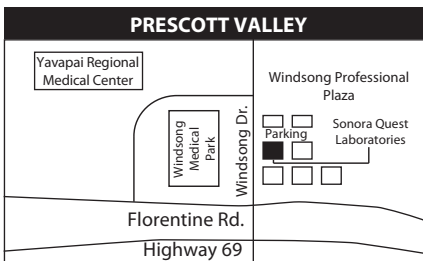 PRESCOTT VALLEY
Yavapai Regional
Medical Center
Windsong Professional
Plaza
Windsong
Medical
Park
Windsong Dr.
Parking
Sonora Quest
Laboratories
Florentine Rd.
Highway 69